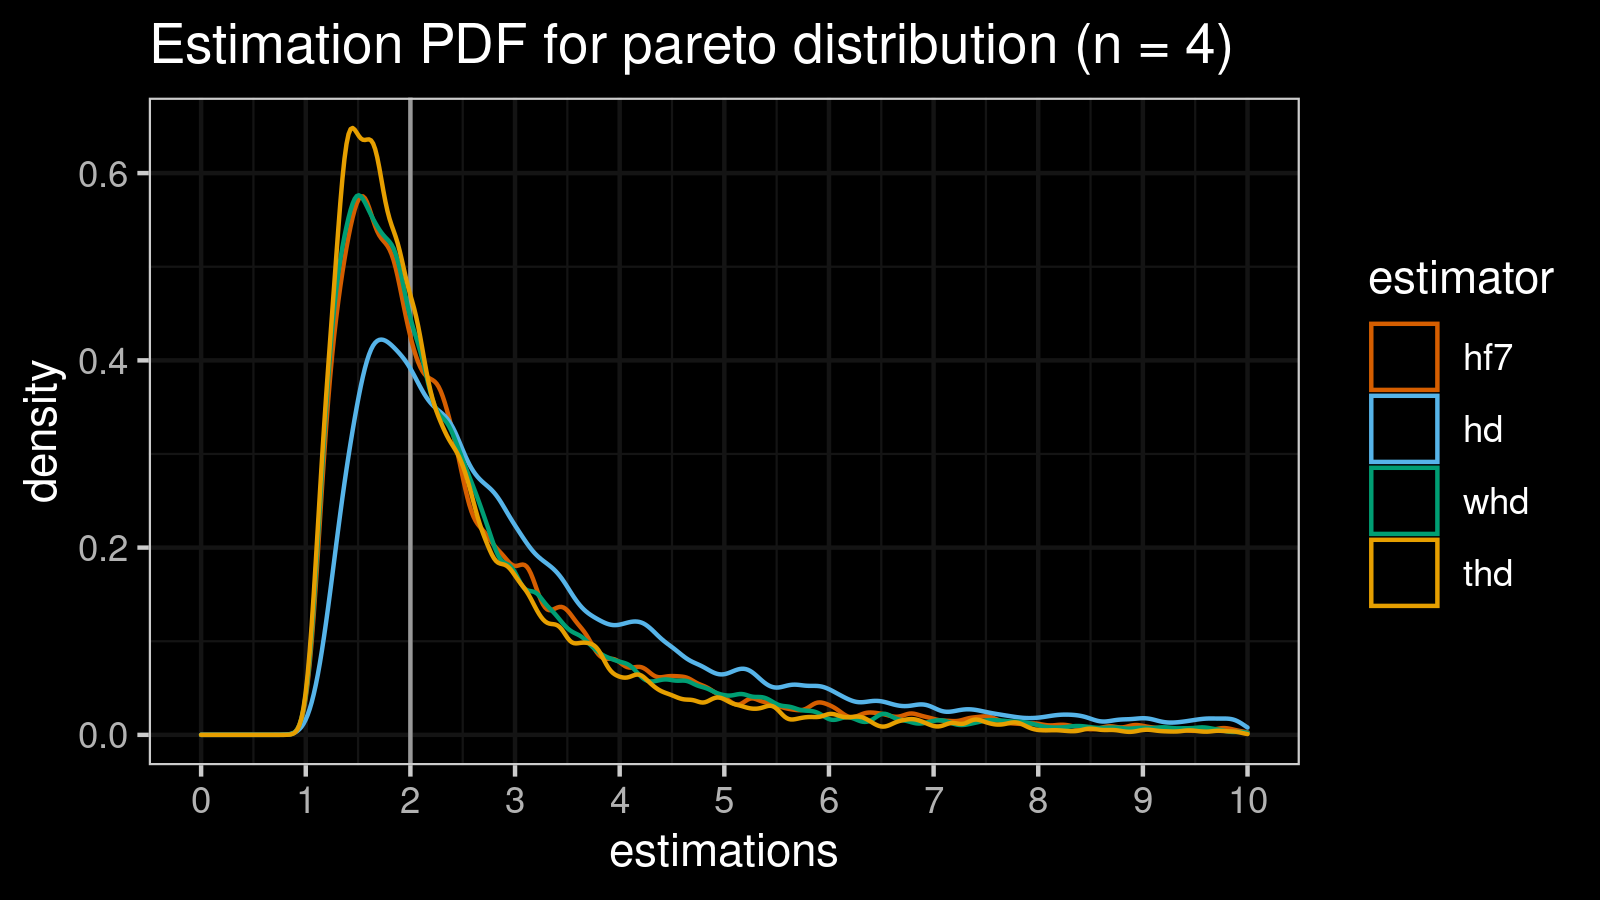 Estimation PDF for pareto distribution (n = 4)
density
0.6
0.4
0.2
0.0
0 1 2 3 4 5 6 7 8 9 10
estimations
estimator
hf7
hd
whd
thd